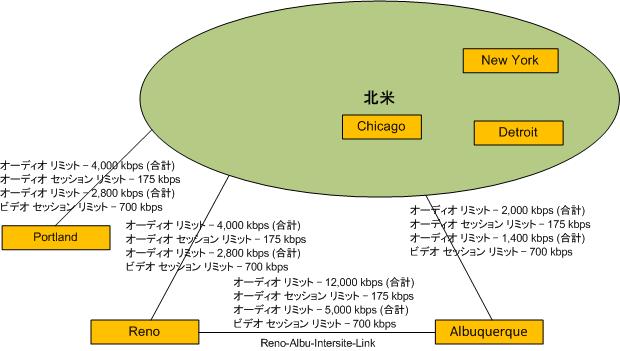 New York
北米
Chicago
Detroit
オーディオ リミット – 4,000 kbps (合計)
オーディオ セッション リミット – 175 kbps
オーディオ リミット – 2,800 kbps (合計)
ビデオ セッション リミット – 700 kbps
Portland
オーディオ リミット – 4,000 kbps (合計)
オーディオ セッション リミット – 175 kbps
オーディオ リミット – 2,800 kbps (合計)
ビデオ セッション リミット – 700 kbps
オーディオ リミット – 2,000 kbps (合計)
オーディオ セッション リミット – 175 kbps
オーディオ リミット – 1,400 kbps (合計)
ビデオ セッション リミット – 700 kbps
オーディオ リミット – 12,000 kbps (合計)
オーディオ セッション リミット – 175 kbps
オーディオ リミット – 5,000 kbps (合計)
ビデオ セッション リミット – 700 kbps
Reno
Albuquerque
Reno-Albu-Intersite-Link